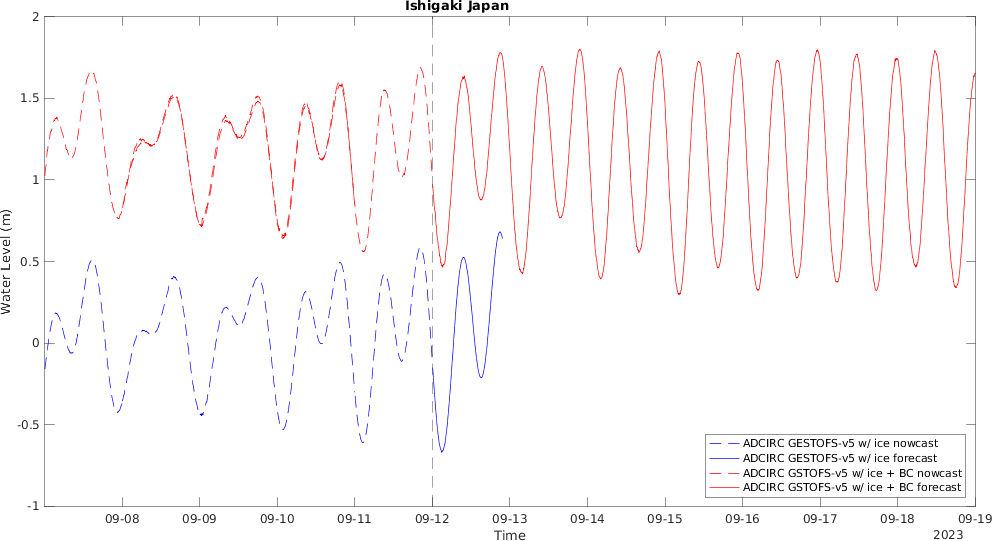 Ishigaki Japan
2
1.5
1
0.5
0
-0.5
-1
Water Level (m)
09-08 09-09 09-10 09-11 09-12 09-13 09-14 09-15 09-16 09-17 09-18 09-19
Time
2023
ADCIRC GESTOFS-v5 w/ ice nowcast
ADCIRC GESTOFS-v5 w/ ice forecast
ADCIRC GSTOFS-v5 w/ ice + BC nowcast
ADCIRC GSTOFS-v5 w/ ice + BC forecast